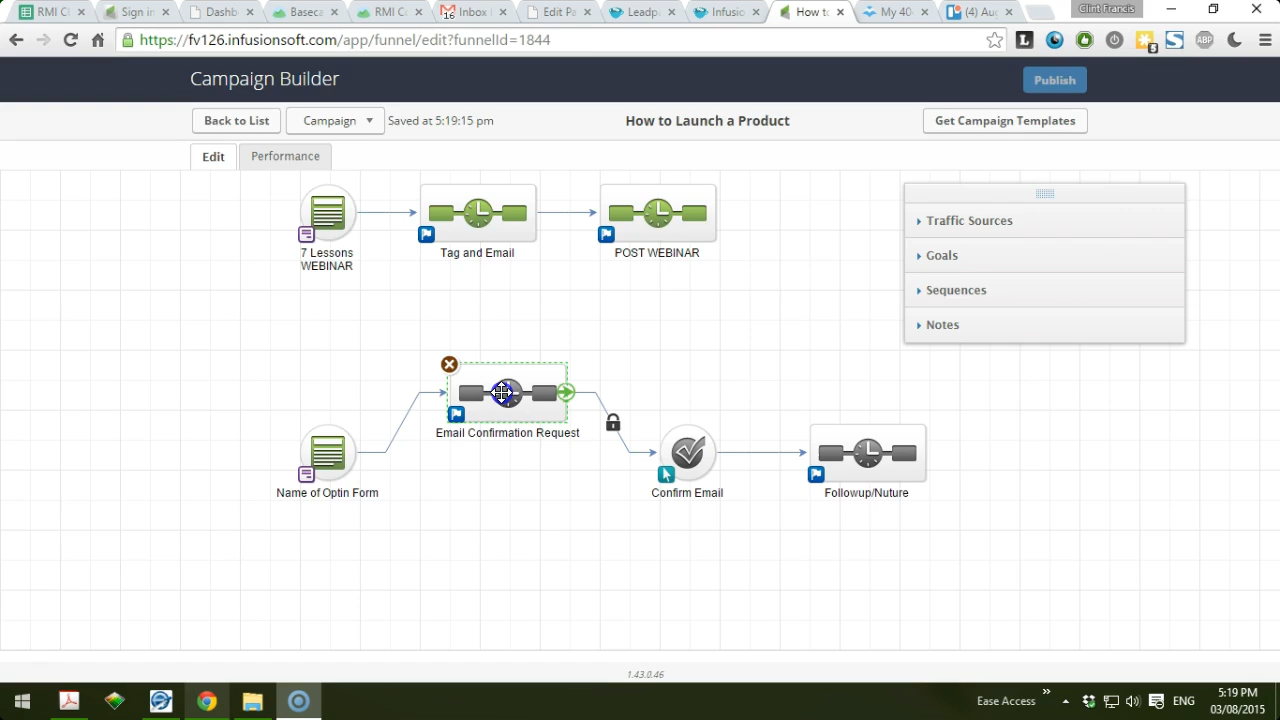 Clint Francis
RMI Cl
Sign in
Dashb
Baseca
RMI C
16
Inbox
Edit Pa
Leadp
Infusio
How to
My 40
(4) Aug
https://fv126.infusionsoft.com/app/funnel/edit?funnelId=1844
L
S
ABP
Campaign Builder
Publish
Back to List
Campaign
Saved at 5:19:15 pm
How to Launch a Product
Get Campaign Templates
Edit
Performance
7 Lessons
WEBINAR
Tag and Email
POST WEBINAR
Traffic Sources
Goals
Sequences
Notes
Email Confirmation Request
Name of Optin Form
Confirm Email
Followup/Nuture
1.43.0.46
Ease Access
ENG
5:19 PM
03/08/2015